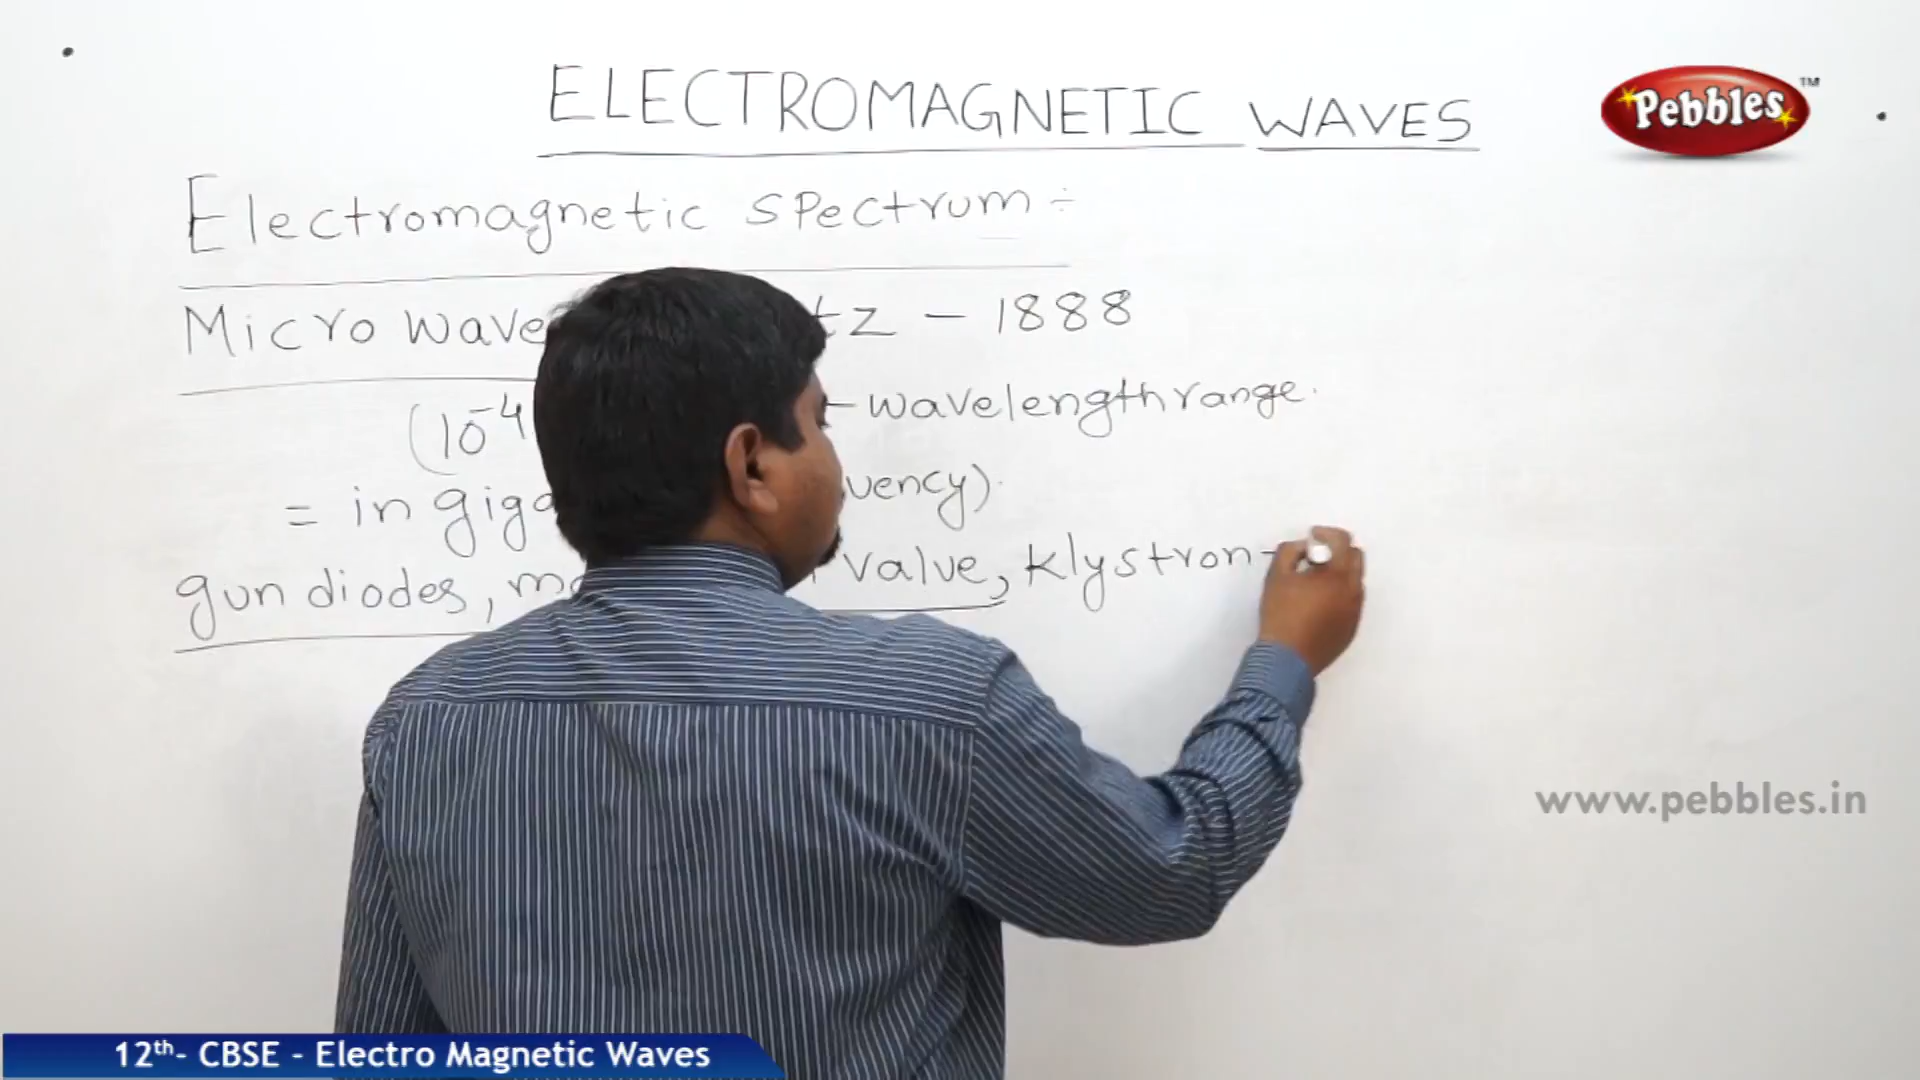 ELECTROMAGNETIC WAVES
Pebbles™
Electromagnetic spectrum÷
Micro wave tz - 1888
(10⁻⁴ - wavelength range.
= in giga uency).
gun diodes, m valve, klystron
www.pebbles.in
12th- CBSE - Electro Magnetic Waves